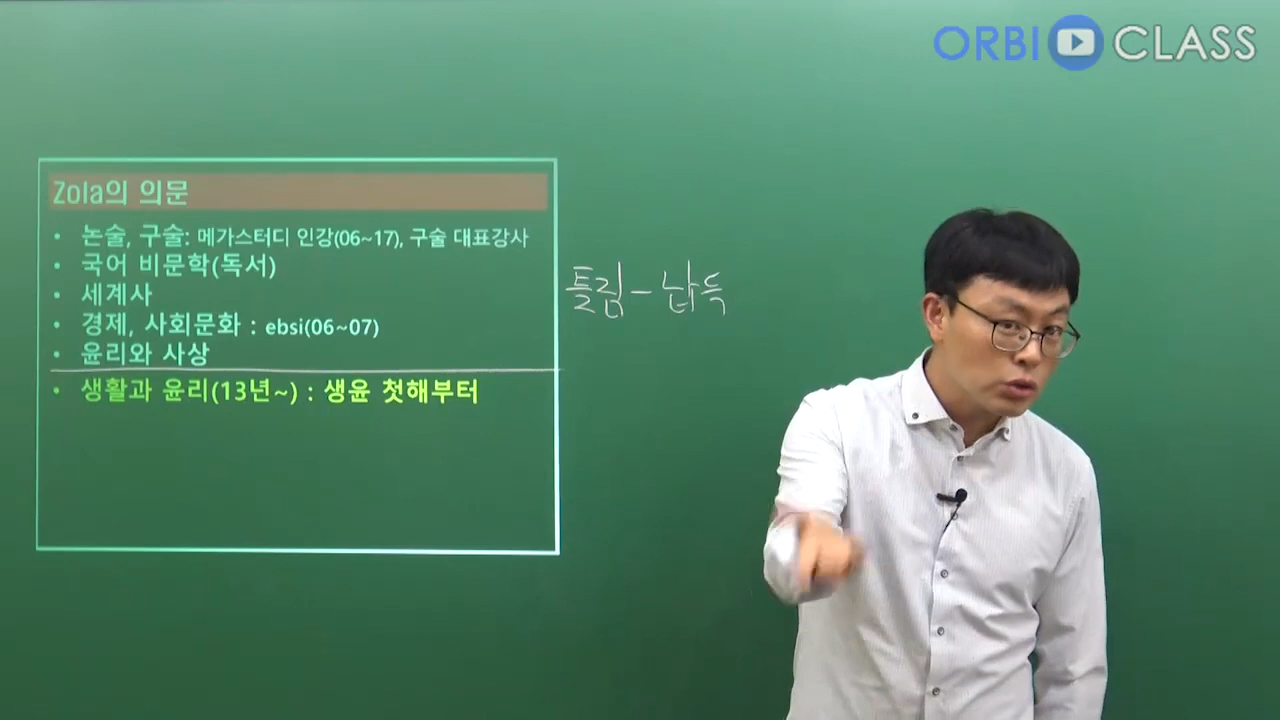 ORBI CLASS
Zola의 의문
• 논술, 구술: 메가스터디 인강(06~17), 구술 대표강사
• 국어 비문학(독서)
• 세계사
• 경제, 사회문화 : ebsi(06~07)
• 윤리와 사상
• 생활과 윤리(13년~) : 생윤 첫해부터
틀림 - 납득